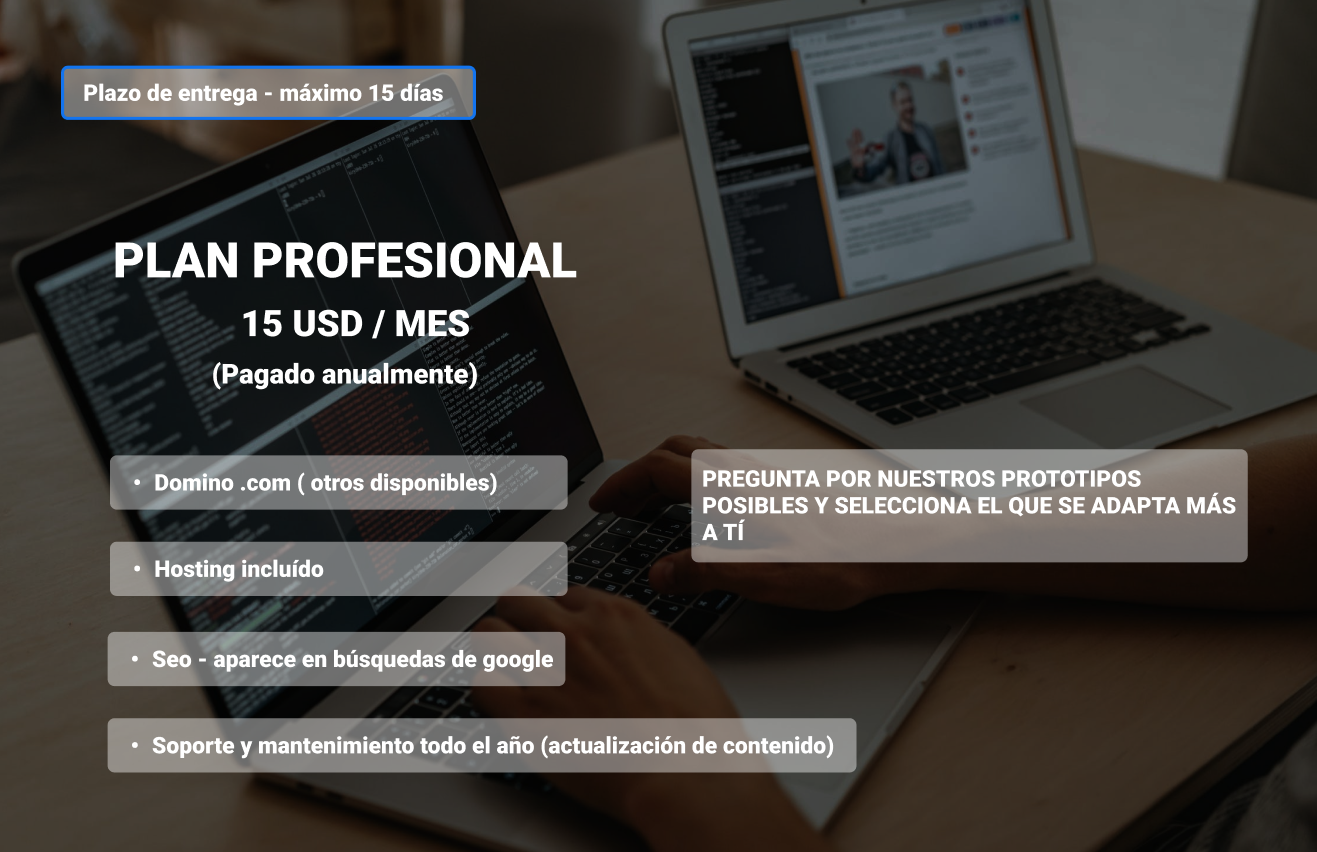 Plazo de entrega - máximo 15 días
PLAN PROFESIONAL
15 USD / MES
(Pagado anualmente)
• Domino .com ( otros disponibles)
• Hosting incluído
• Seo - aparece en búsquedas de google
• Soporte y mantenimiento todo el año (actualización de contenido)
PREGUNTA POR NUESTROS PROTOTIPOS
POSIBLES Y SELECCIONA EL QUE SE ADAPTA MÁS
A TÍ